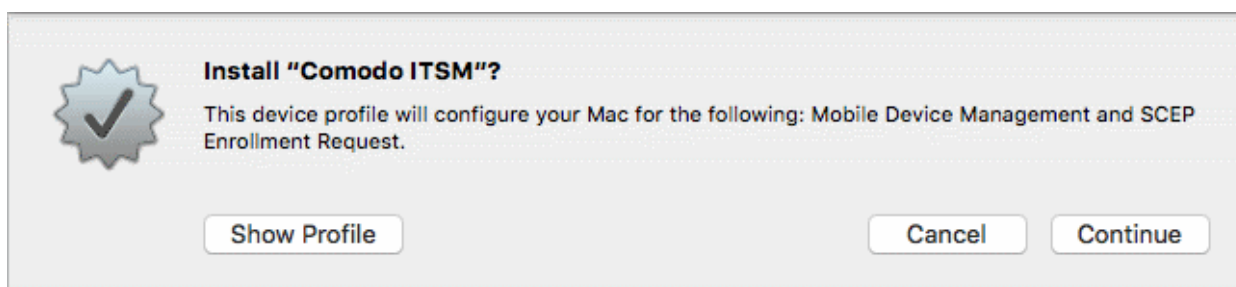 Install “Comodo ITSM”?
This device profile will configure your Mac for the following: Mobile Device Management and SCEP
Enrollment Request.
Show Profile
Cancel
Continue